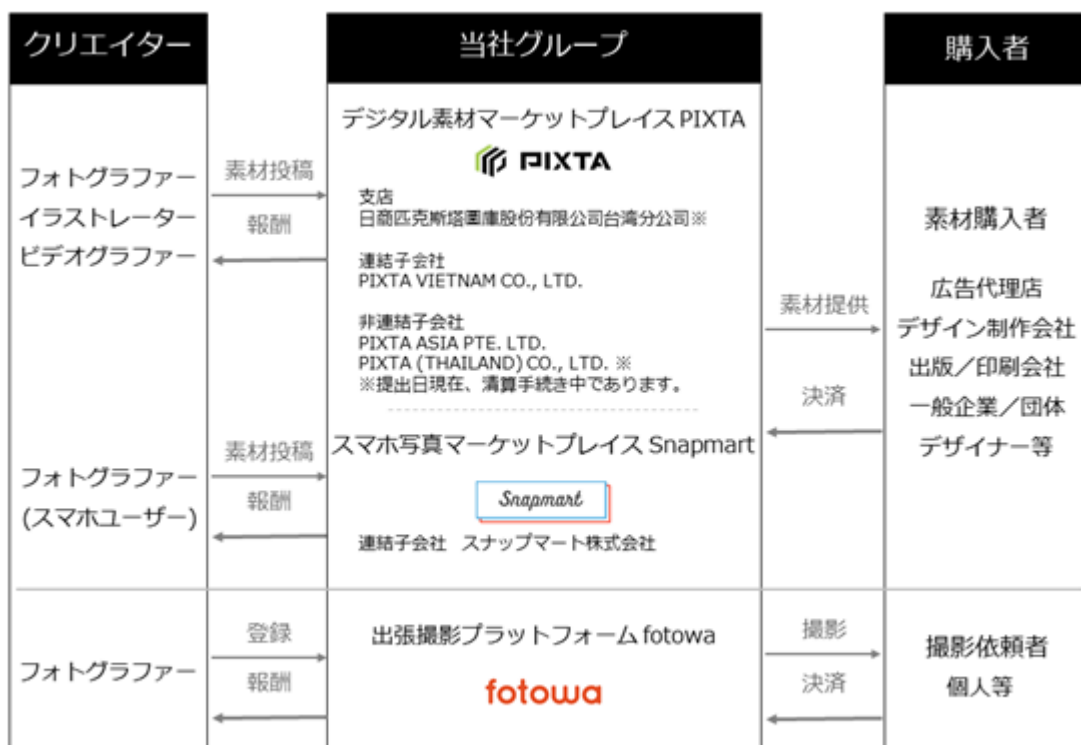 クリエイター
当社グループ
購入者
フォトグラファー
イラストレーター
ビデオグラファー
素材投稿
報酬
デジタル素材マーケットプレイス PIXTA
PIXTA
支店
日商匹克斯塔圖庫股份有限公司台湾分公司※
連結子会社
PIXTA VIETNAM CO., LTD.
非連結子会社
PIXTA ASIA PTE. LTD.
PIXTA (THAILAND) CO., LTD. ※
※提出日現在、清算手続き中であります。
素材提供
決済
素材購入者
広告代理店
デザイン制作会社
出版/印刷会社
一般企業/団体
デザイナー等
フォトグラファー
(スマホユーザー)
素材投稿
報酬
スマホ写真マーケットプレイス Snapmart
Snapmart
連結子会社 スナップマート株式会社
フォトグラファー
登録
報酬
出張撮影プラットフォーム fotowa
fotowa
撮影
決済
撮影依頼者
個人等